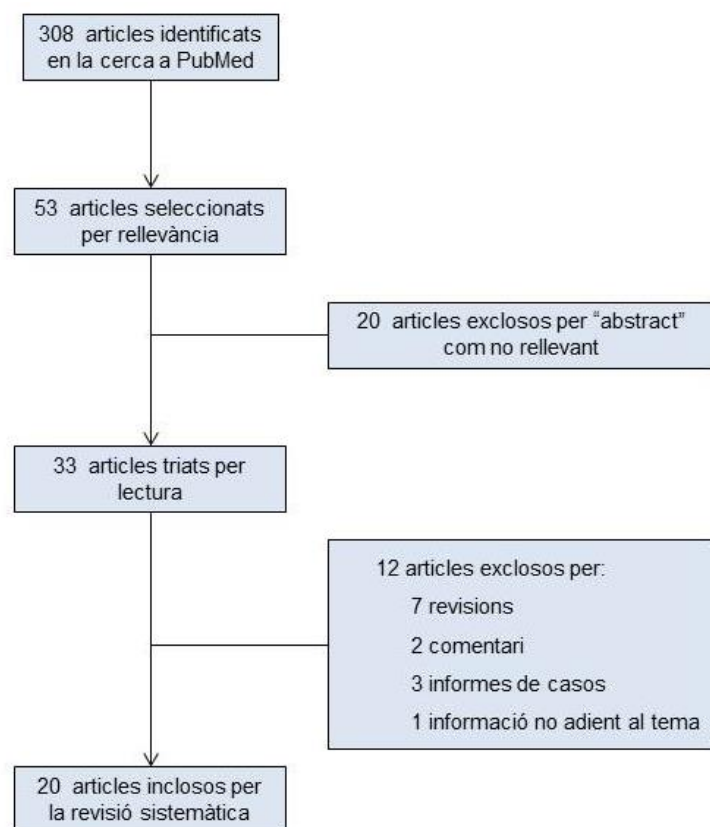 308 articles identificats
en la cerca a PubMed
53 articles seleccionats
per rellevància
20 articles exclosos per “abstract”
com no rellevant
33 articles triats per
lectura
12 articles exclosos per:
7 revisions
2 comentari
3 informes de casos
1 informació no adient al tema
20 articles inclosos per
la revisió sistemàtica